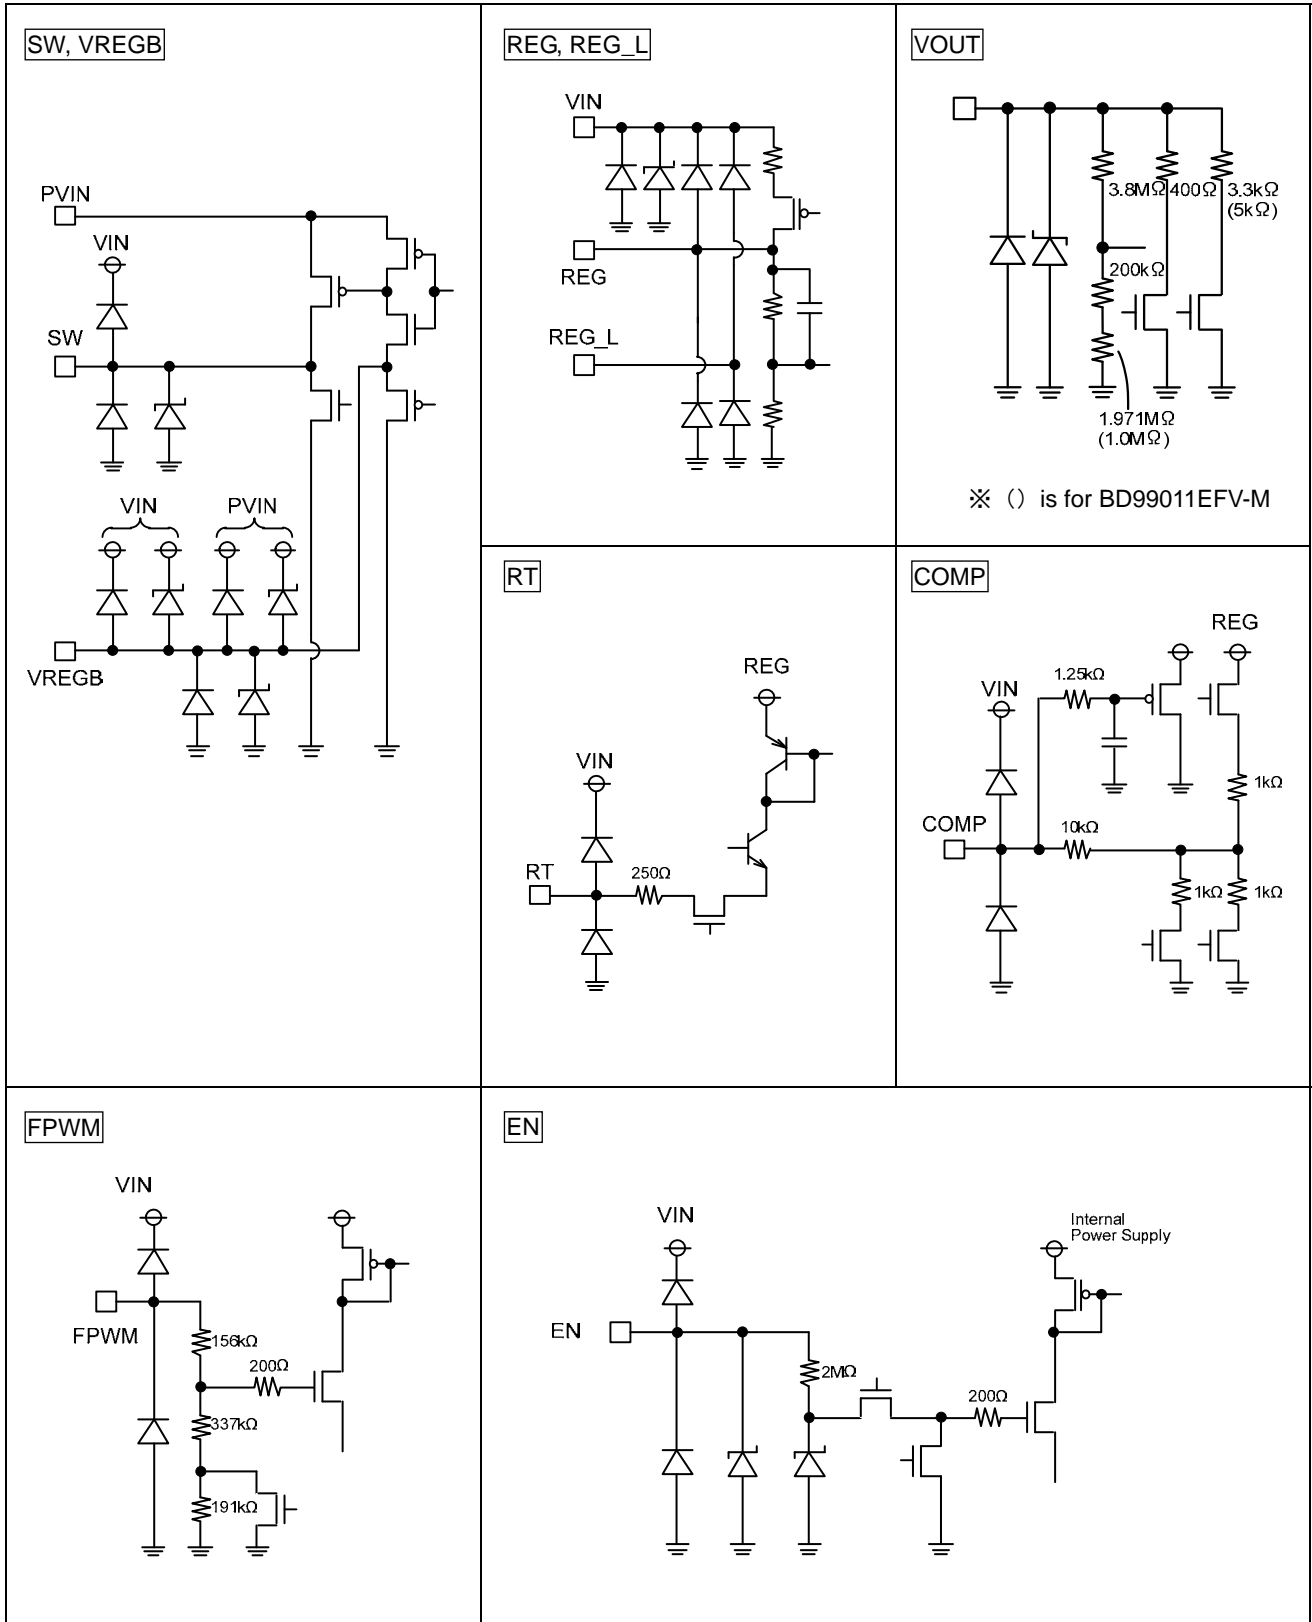 SW, VREGB
PVIN
VIN
SW
VIN
PVIN
VREGB
REG, REG_L
VIN
REG
REG_L
VOUT
3.8MΩ
400Ω
3.3kΩ
(5kΩ)
200kΩ
1.971MΩ
(1.0MΩ)
※ () is for BD99011EFV-M
RT
REG
VIN
RT
250Ω
COMP
REG
VIN
1.25kΩ
1kΩ
COMP
10kΩ
1kΩ
1kΩ
FPWM
VIN
FPWM
156kΩ
200Ω
337kΩ
191kΩ
EN
VIN
Internal
Power Supply
EN
2MΩ
200Ω